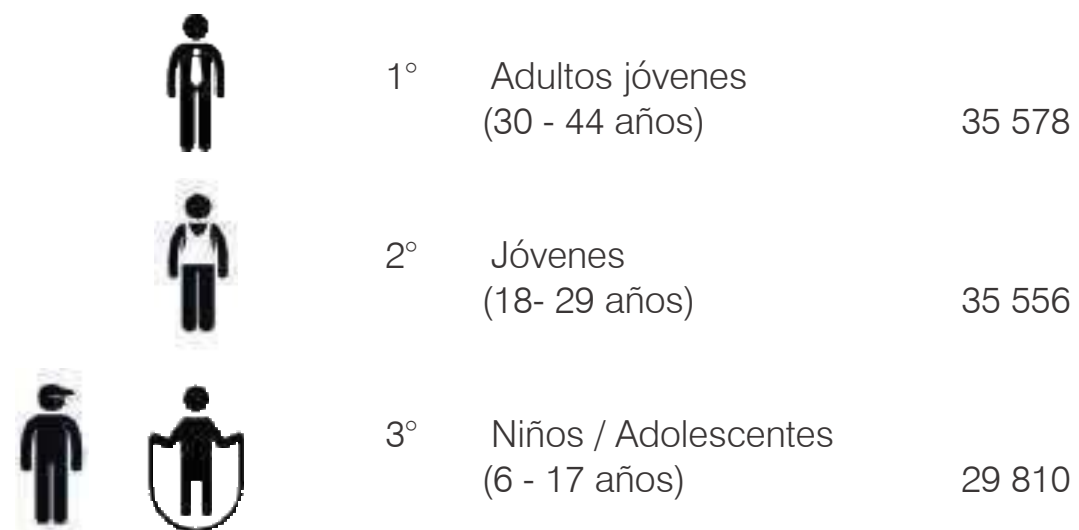 1° Adultos jóvenes
(30 - 44 años) 35 578
2° Jóvenes
(18- 29 años) 35 556
3° Niños / Adolescentes
(6 - 17 años) 29 810